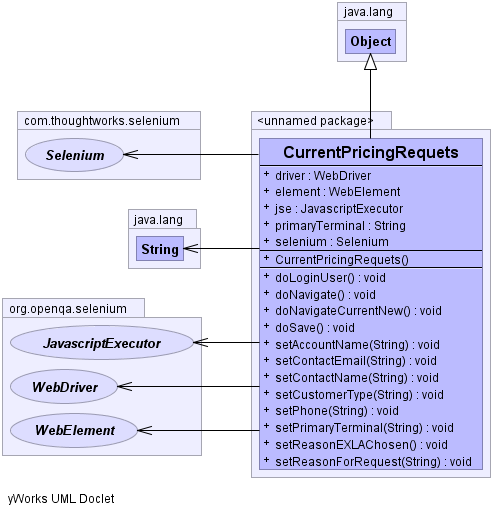 java.lang
Object
com.thoughtworks.selenium
Selenium
<unnamed package>
CurrentPricingRequets
+ driver : WebDriver
+ element : WebElement
+ jse : JavascriptExecutor
+ primaryTerminal : String
+ selenium : Selenium
+ CurrentPricingRequets()
+ doLoginUser() : void
+ doNavigate() : void
+ doNavigateCurrentNew() : void
+ doSave() : void
+ setAccountName(String) : void
+ setContactEmail(String) : void
+ setContactName(String) : void
+ setCustomerType(String) : void
+ setPhone(String) : void
+ setPrimaryTerminal(String) : void
+ setReasonEXLAChosen() : void
+ setReasonForRequest(String) : void
java.lang
String
org.openqa.selenium
JavascriptExecutor
WebDriver
WebElement
yWorks UML Doclet